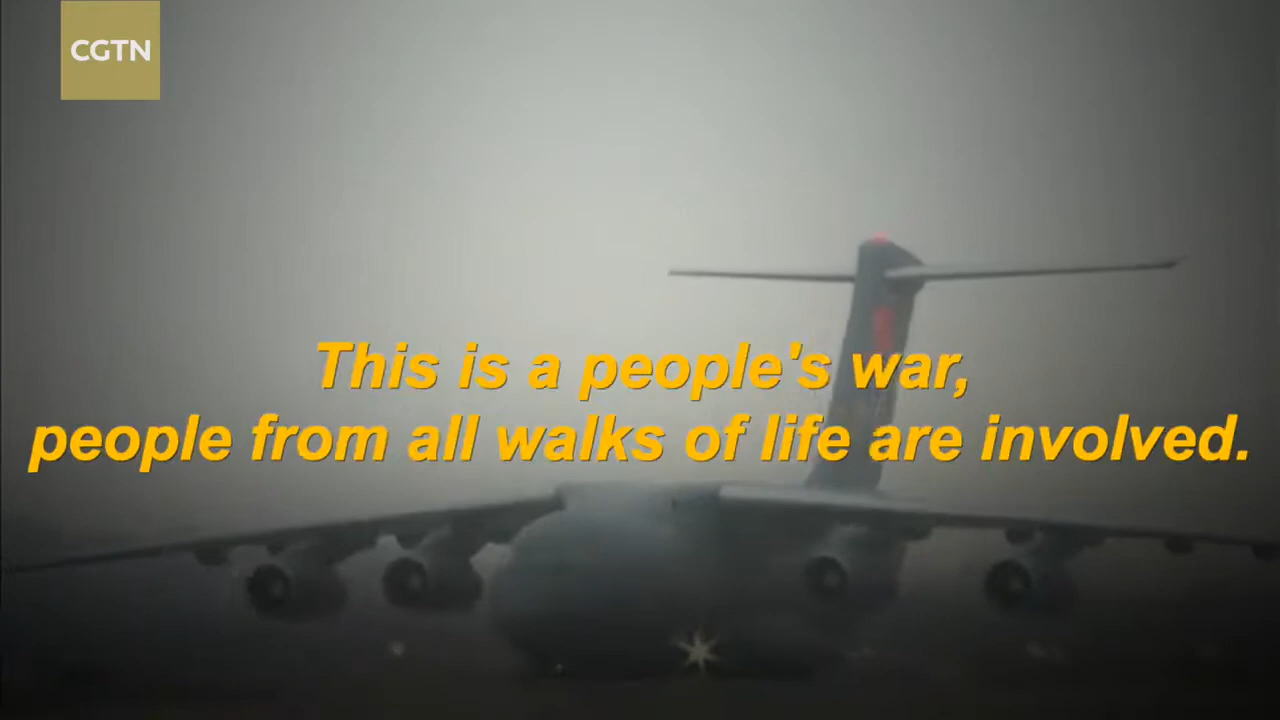 CGTN
This is a people's war,
people from all walks of life are involved.